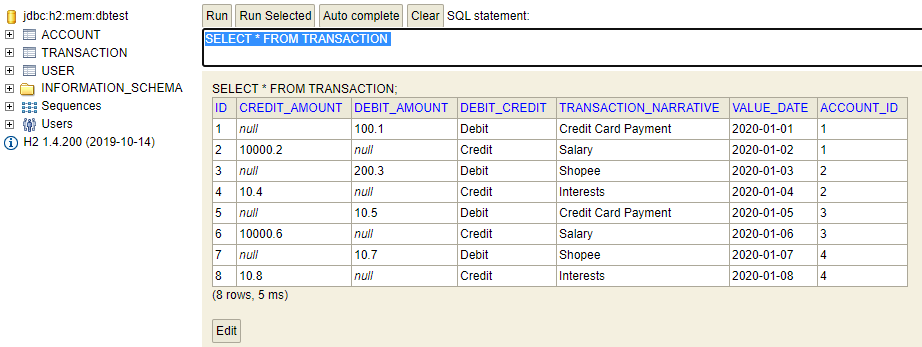 jdbc:h2:mem:dbtest
ACCOUNT
TRANSACTION
USER
INFORMATION_SCHEMA
Sequences
Users
H2 1.4.200 (2019-10-14)
Run Run Selected Auto complete Clear SQL statement:
SELECT * FROM TRANSACTION
SELECT * FROM TRANSACTION;
ID CREDIT_AMOUNT DEBIT_AMOUNT DEBIT_CREDIT TRANSACTION_NARRATIVE VALUE_DATE ACCOUNT_ID
1 null 100.1 Debit Credit Card Payment 2020-01-01 1
2 10000.2 null Credit Salary 2020-01-02 1
3 null 200.3 Debit Shopee 2020-01-03 2
4 10.4 null Credit Interests 2020-01-04 2
5 null 10.5 Debit Credit Card Payment 2020-01-05 3
6 10000.6 null Credit Salary 2020-01-06 3
7 null 10.7 Debit Shopee 2020-01-07 4
8 10.8 null Credit Interests 2020-01-08 4
(8 rows, 5 ms)
Edit